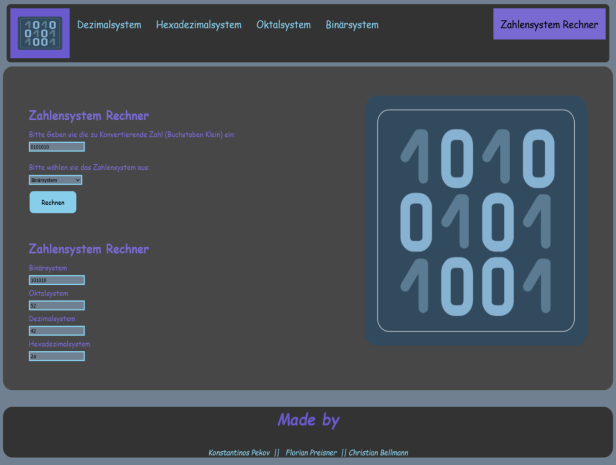 1010
0101
1001
Dezimalsystem Hexadezimalsystem Oktalsystem Binärsystem Zahlensystem Rechner
Zahlensystem Rechner
Bitte Geben sie die zu Konvertierende Zahl (Buchstaben Klein) ein:
0101010
Bitte wählen sie das Zahlensystem aus:
Binärsystem
Rechnen
Zahlensystem Rechner
Binärsystem
101010
Oktalsystem
52
Dezimalsystem
42
Hexadezimalsystem
2a
1010
0101
1001
Made by
Konstantinos Pekov || Florian Preisner || Christian Bellmann